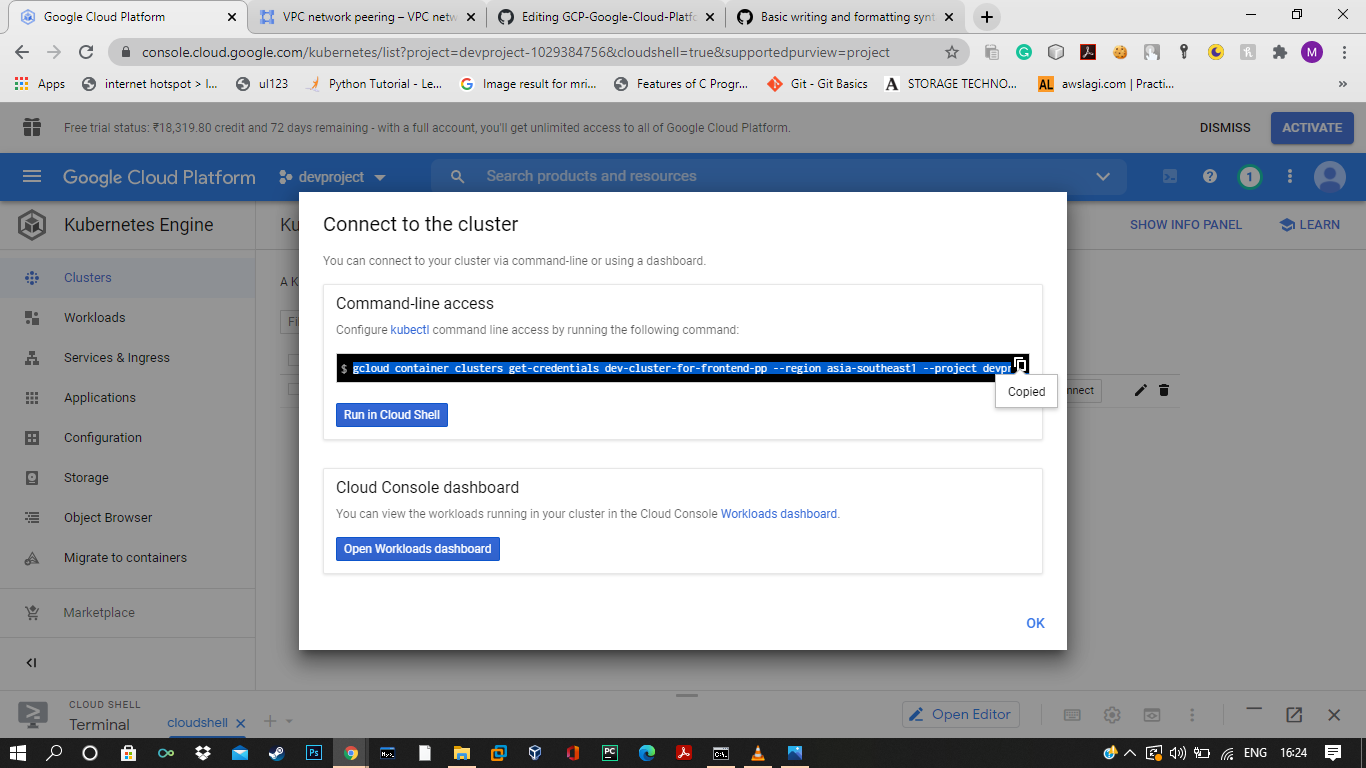 Google Cloud Platform
VPC network peering – VPC netw
Editing GCP-Google-Cloud-Platfo
Basic writing and formatting synt
console.cloud.google.com/kubernetes/list?project=devproject-1029384756&cloudshell=true&supportedpurview=project
M
Apps
internet hotspot > I...
ul123
Python Tutorial - Le...
Image result for mri...
Features of C Progr...
Git - Git Basics
STORAGE TECHNO...
awslagi.com | Practi...
Free trial status: ₹18,319.80 credit and 72 days remaining - with a full account, you'll get unlimited access to all of Google Cloud Platform.
DISMISS
ACTIVATE
Google Cloud Platform
devproject
Search products and resources
1
Kubernetes Engine
Ku
SHOW INFO PANEL
LEARN
Clusters
Workloads
Services & Ingress
Applications
Configuration
Storage
Object Browser
Migrate to containers
Marketplace
A K
Connect to the cluster
You can connect to your cluster via command-line or using a dashboard.
Command-line access
Configure kubectl command line access by running the following command:
$ gcloud container clusters get-credentials dev-cluster-for-frontend-pp --region asia-southeast1 --project devpr
Copied
nnect
Run in Cloud Shell
Cloud Console dashboard
You can view the workloads running in your cluster in the Cloud Console Workloads dashboard.
Open Workloads dashboard
OK
CLOUD SHELL
Terminal
cloudshell
Open Editor
ENG
16:24